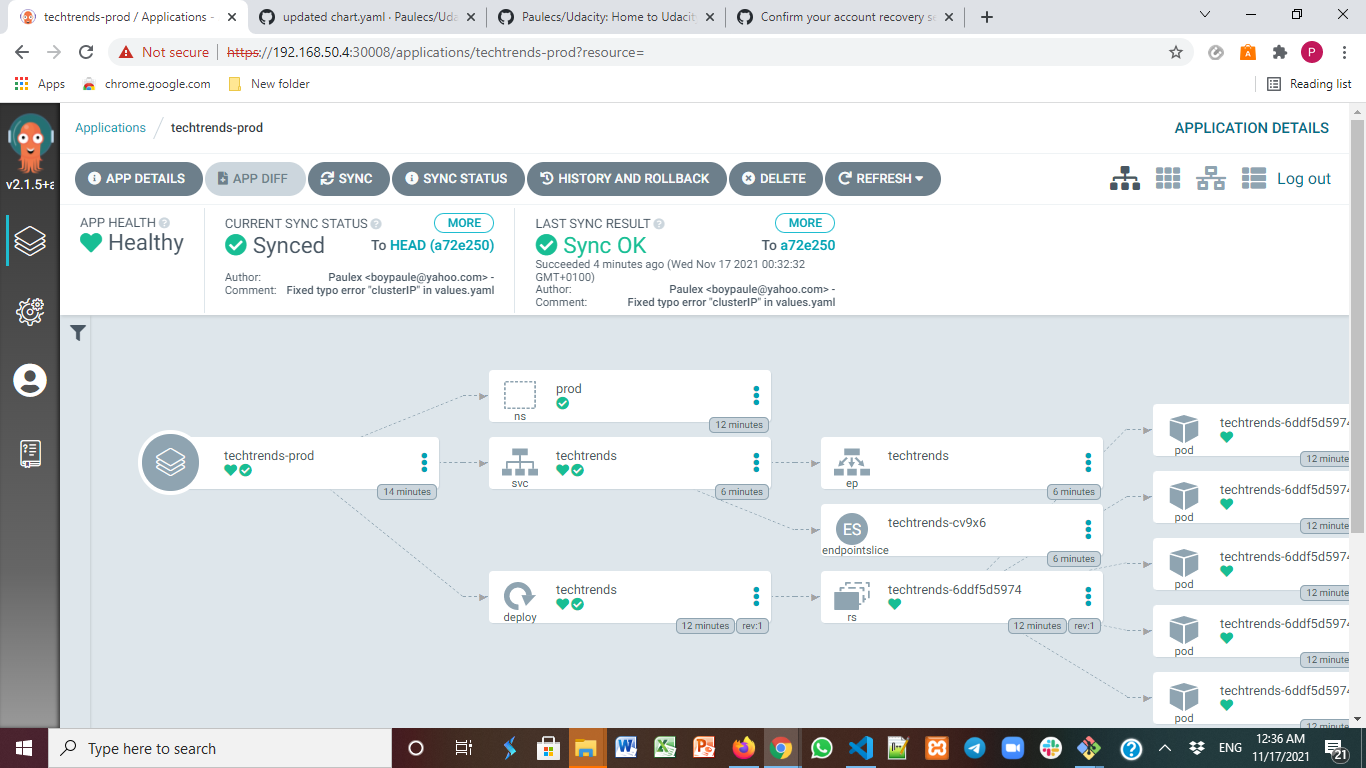 techtrends-prod / Applications -
updated chart.yaml · Paulecs/Uda
Paulecs/Udacity: Home to Udacity
Confirm your account recovery se
Not secure
https://192.168.50.4:30008/applications/techtrends-prod?resource=
P
Apps
chrome.google.com
New folder
Reading list
v2.1.5+a
Applications / techtrends-prod
APPLICATION DETAILS
APP DETAILS
APP DIFF
SYNC
SYNC STATUS
HISTORY AND ROLLBACK
DELETE
REFRESH
Log out
APP HEALTH
Healthy
CURRENT SYNC STATUS
MORE
Synced
To HEAD (a72e250)
Author: Paulex <boypaule@yahoo.com> -
Comment: Fixed typo error "clusterIP" in values.yaml
LAST SYNC RESULT
MORE
Sync OK
To a72e250
Succeeded 4 minutes ago (Wed Nov 17 2021 00:32:32
GMT+0100)
Author: Paulex <boypaule@yahoo.com> -
Comment: Fixed typo error "clusterIP" in values.yaml
techtrends-prod
14 minutes
ns
prod
12 minutes
svc
techtrends
6 minutes
deploy
techtrends
12 minutes
rev:1
ep
techtrends
6 minutes
ES
endpointslice
techtrends-cv9x6
6 minutes
rs
techtrends-6ddf5d5974
12 minutes
rev:1
pod
techtrends-6ddf5d5974
12 minute
pod
techtrends-6ddf5d5974
12 minute
pod
techtrends-6ddf5d5974
12 minute
pod
techtrends-6ddf5d5974
12 minute
pod
techtrends-6ddf5d5974
12 minute
Type here to search
ENG
12:36 AM
11/17/2021
21